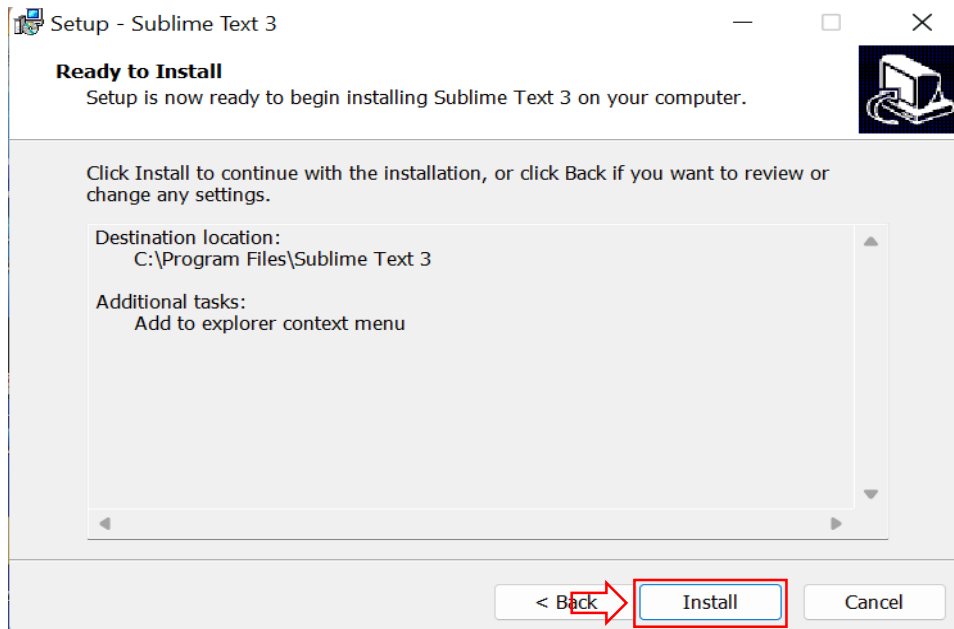 Setup - Sublime Text 3
Ready to Install
Setup is now ready to begin installing Sublime Text 3 on your computer.
Click Install to continue with the installation, or click Back if you want to review or
change any settings.
Destination location:
C:\Program Files\Sublime Text 3
Additional tasks:
Add to explorer context menu
< Back
Install
Cancel